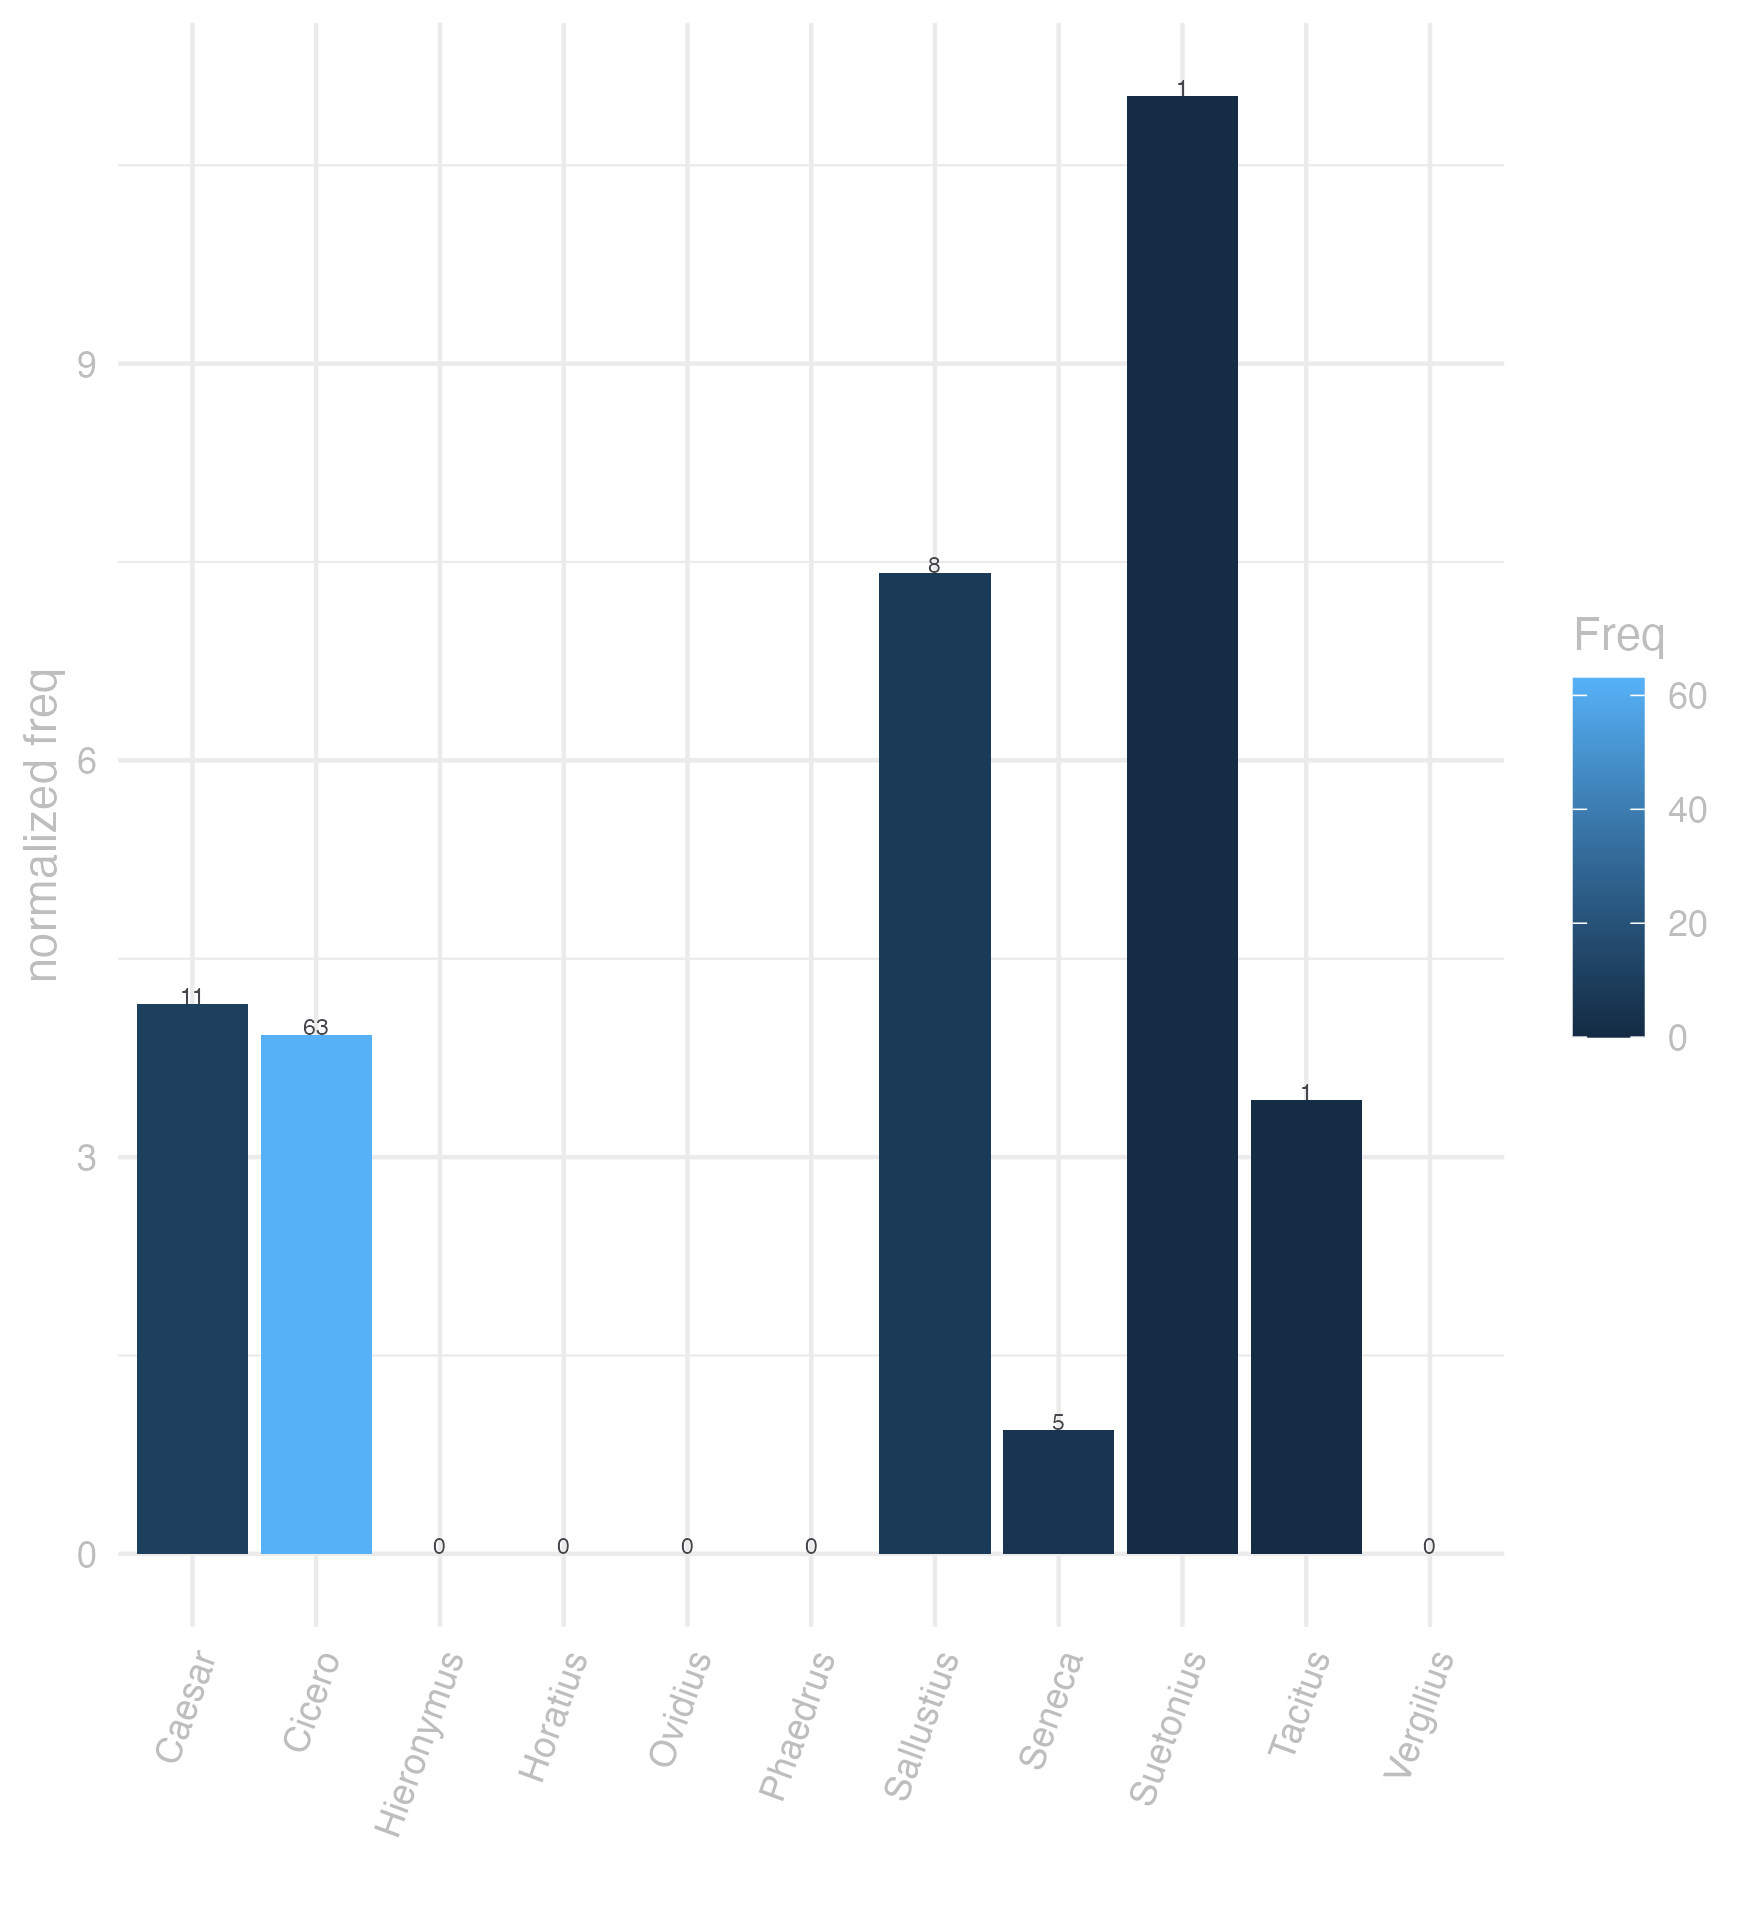 normalized freq
9
6
3
0
11
63
0
0
0
0
8
5
1
1
0
Caesar
Cicero
Hieronymus
Horatius
Ovidius
Phaedrus
Sallustius
Seneca
Suetonius
Tacitus
Vergilius
Freq
60
40
20
0